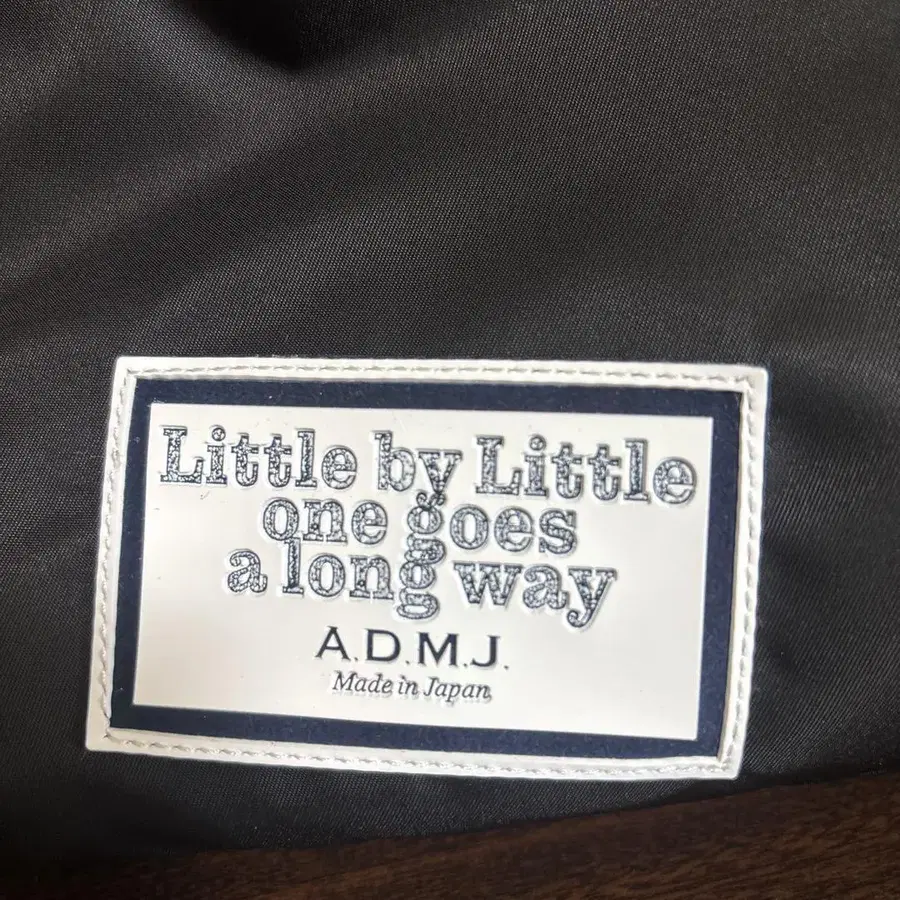 Little by Little
one goes
a long way
A.D.M.J.
Made in Japan